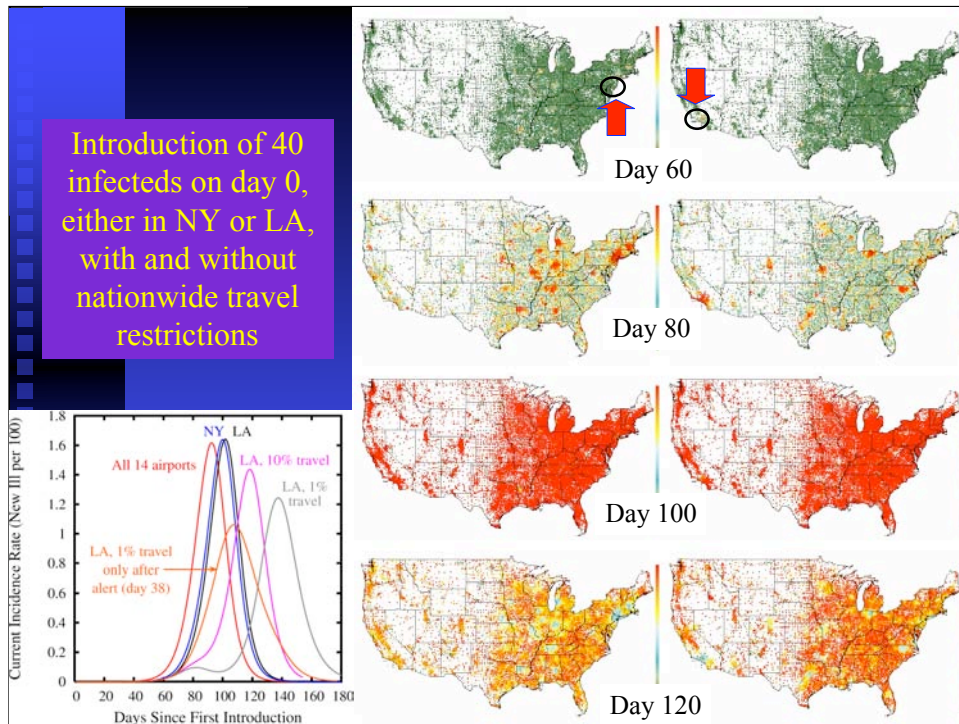 Introduction of 40
infecteds on day 0,
either in NY or LA,
with and without
nationwide travel
restrictions
Day 60
Day 80
Day 100
Day 120
Current Incidence Rate (New Ill per 100)
1.8
1.6
1.4
1.2
1
0.8
0.6
0.4
0.2
0
NY
LA
All 14 airports
LA, 10% travel
LA, 1%
travel
LA, 1% travel
only after
alert (day 38)
0 20 40 60 80 100 120 140 160 180
Days Since First Introduction